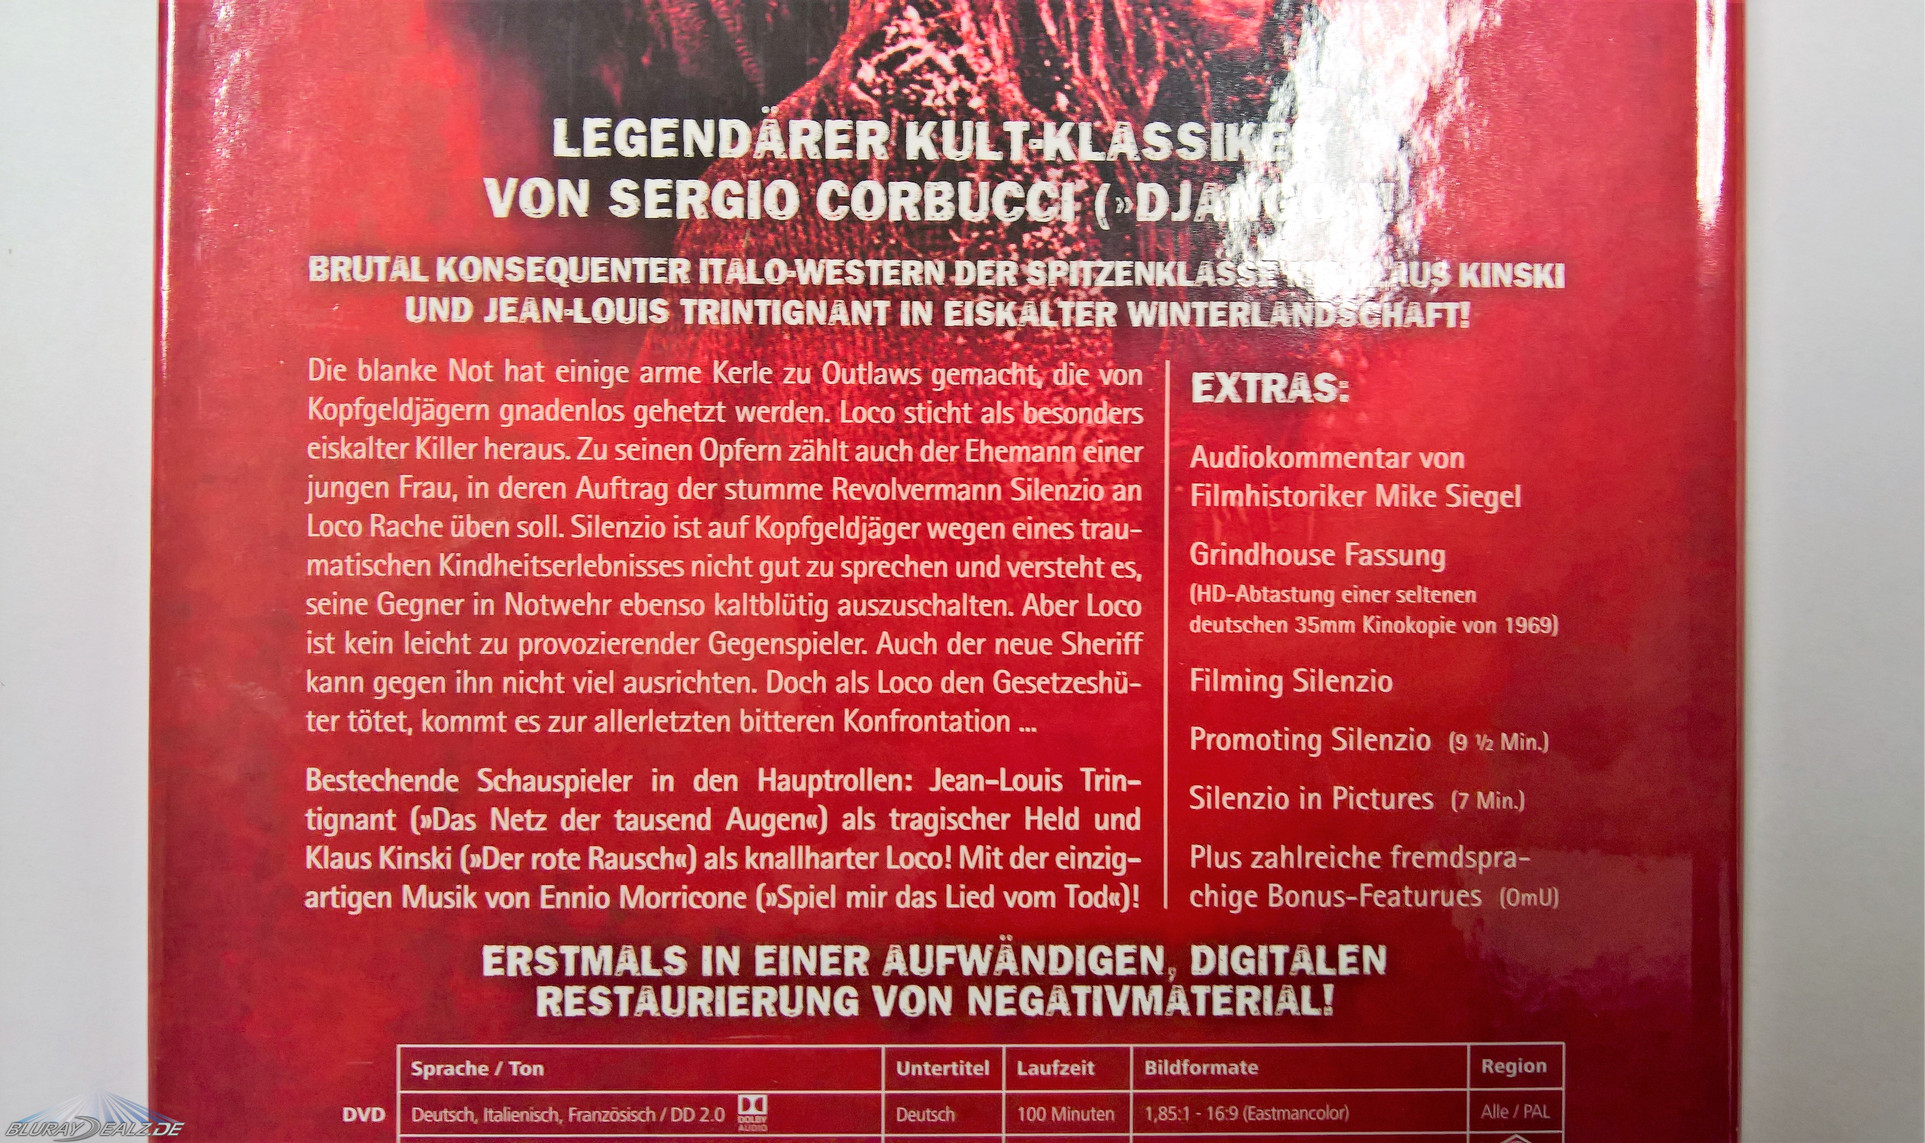 LEGENDÄRER KULT-KLASSIKE
VON SERGIO CORBUCCI (»DJANGO
BRUTAL KONSEQUENTER ITALO-WESTERN DER SPITZENKLASSE KLAUS KINSKI
UND JEAN-LOUIS TRINTIGNANT IN EISKALTER WINTERLANDSCHAFT!
Die blanke Not hat einige arme Kerle zu Outlaws gemacht, die von
Kopfgeldjägern gnadenlos gehetzt werden. Loco sticht als besonders
eiskalter Killer heraus. Zu seinen Opfern zählt auch der Ehemann einer
jungen Frau, in deren Auftrag der stumme Revolvermann Silenzio an
Loco Rache üben soll. Silenzio ist auf Kopfgeldjäger wegen eines trau-
matischen Kindheitserlebnisses nicht gut zu sprechen und versteht es,
seine Gegner in Notwehr ebenso kaltblütig auszuschalten. Aber Loco
ist kein leicht zu provozierender Gegenspieler. Auch der neue Sheriff
kann gegen ihn nicht viel ausrichten. Doch als Loco den Gesetzeshü-
ter tötet, kommt es zur allerletzten bitteren Konfrontation ...
Bestechende Schauspieler in den Hauptrollen: Jean-Louis Trin-
tignant (»Das Netz der tausend Augen«) als tragischer Held und
Klaus Kinski (»Der rote Rausch«) als knallharter Loco! Mit der einzig-
artigen Musik von Ennio Morricone (»Spiel mir das Lied vom Tod«)!
EXTRAS:
Audiokommentar von
Filmhistoriker Mike Siegel
Grindhouse Fassung
(HD-Abtastung einer seltenen
deutschen 35mm Kinokopie von 1969)
Filming Silenzio
Promoting Silenzio (9 ½ Min.)
Silenzio in Pictures (7 Min.)
Plus zahlreiche fremdspra-
chige Bonus-Featurues (OmU)
ERSTMALS IN EINER AUFWÄNDIGEN, DIGITALEN
RESTAURIERUNG VON NEGATIVMATERIAL!
Sprache / Ton Untertitel Laufzeit Bildformate Region
DVD Deutsch, Italienisch, Französisch / DD 2.0 DOLBY AUDIO Deutsch 100 Minuten 1,85:1 - 16:9 (Eastmancolor) Alle / PAL
BLURAYDEALZ.DE